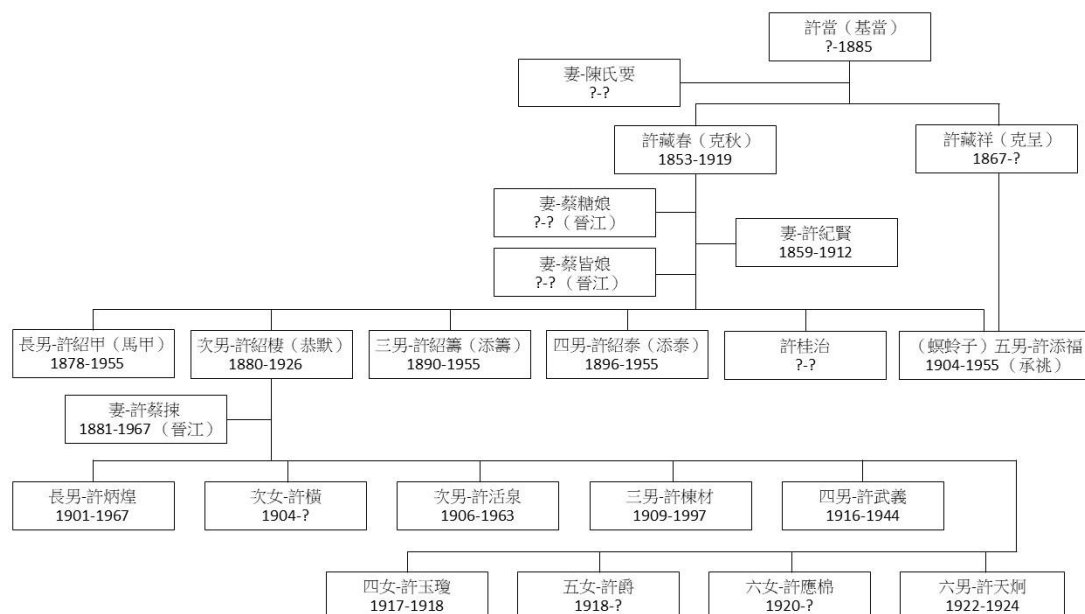 許當（基當）
?-1885
妻-陳氏要
?-?
許藏春（克秋）
1853-1919
許藏祥（克呈）
1867-?
妻-蔡糖娘
?-?（晉江）
妻-許紀賢
1859-1912
妻-蔡皆娘
?-?（晉江）
長男-許紹甲（馬甲）
1878-1955
次男-許紹棲（恭默）
1880-1926
三男-許紹籌（添籌）
1890-1955
四男-許紹泰（添泰）
1896-1955
許桂治
?-?
（螟蛉子）五男-許添福
1904-1955（承祧）
妻-許蔡揀
1881-1967（晉江）
長男-許炳煌
1901-1967
次女-許橫
1904-?
次男-許活泉
1906-1963
三男-許棟材
1909-1997
四男-許武義
1916-1944
四女-許玉瓊
1917-1918
五女-許爵
1918-?
六女-許應棉
1920-?
六男-許天炯
1922-1924